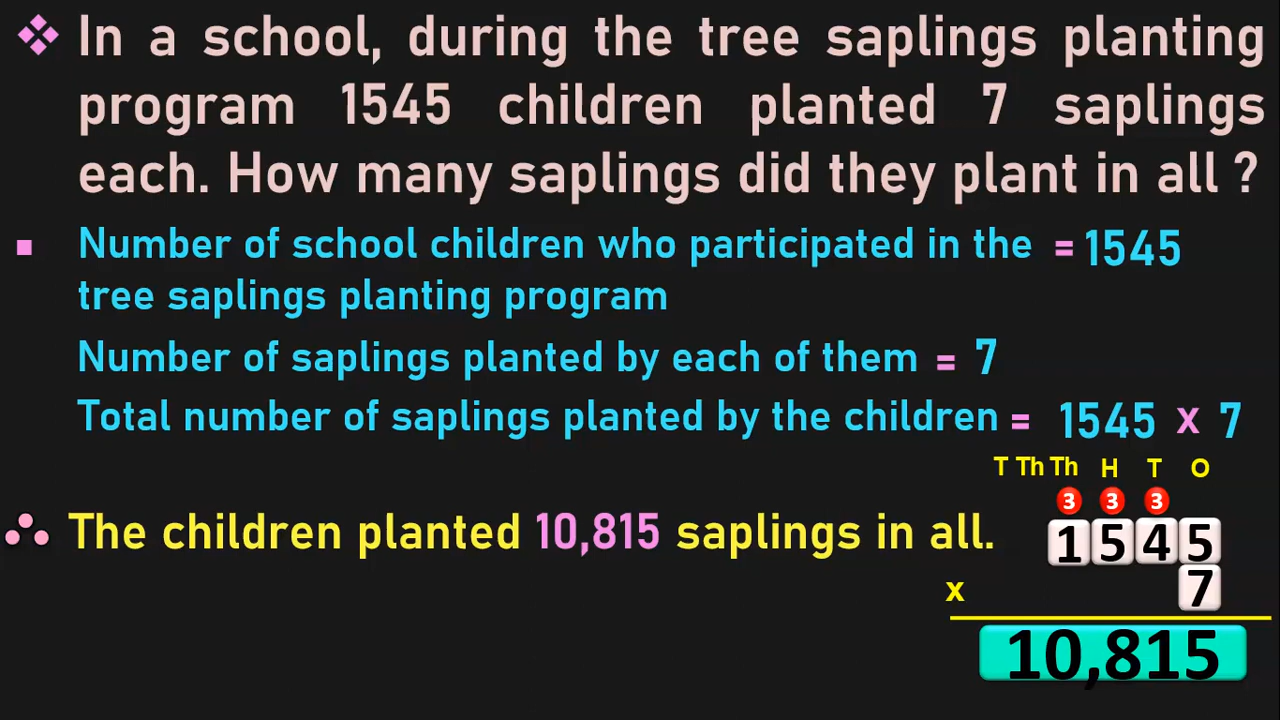 In a school, during the tree saplings planting
program 1545 children planted 7 saplings
each. How many saplings did they plant in all ?
Number of school children who participated in the = 1545
tree saplings planting program
Number of saplings planted by each of them = 7
Total number of saplings planted by the children = 1545 x 7
T Th Th H T O
3 3 3
The children planted 10,815 saplings in all.
1 5 4 5
x 7
10,815